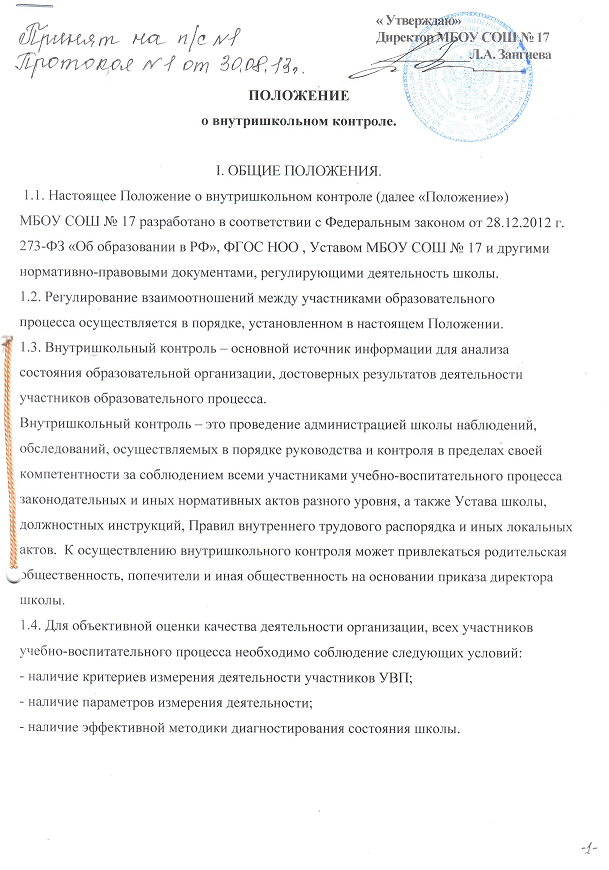 Принят на п/с №1
Протокол №1 от 30.08.13г.
« Утверждаю»
Директор МБОУ СОШ № 17
Л.А. Зангиева
ПОЛОЖЕНИЕ
о внутришкольном контроле.
I. ОБЩИЕ ПОЛОЖЕНИЯ.
1.1. Настоящее Положение о внутришкольном контроле (далее «Положение»)
МБОУ СОШ № 17 разработано в соответствии с Федеральным законом от 28.12.2012 г.
273-ФЗ «Об образовании в РФ», ФГОС НОО , Уставом МБОУ СОШ № 17 и другими
нормативно-правовыми документами, регулирующими деятельность школы.
1.2. Регулирование взаимоотношений между участниками образовательного
процесса осуществляется в порядке, установленном в настоящем Положении.
1.3. Внутришкольный контроль – основной источник информации для анализа
состояния образовательной организации, достоверных результатов деятельности
участников образовательного процесса.
Внутришкольный контроль – это проведение администрацией школы наблюдений,
обследований, осуществляемых в порядке руководства и контроля в пределах своей
компетентности за соблюдением всеми участниками учебно-воспитательного процесса
законодательных и иных нормативных актов разного уровня, а также Устава школы,
должностных инструкций, Правил внутреннего трудового распорядка и иных локальных
актов. К осуществлению внутришкольного контроля может привлекаться родительская
общественность, попечители и иная общественность на основании приказа директора
школы.
1.4. Для объективной оценки качества деятельности организации, всех участников
учебно-воспитательного процесса необходимо соблюдение следующих условий:
- наличие критериев измерения деятельности участников УВП;
- наличие параметров измерения деятельности;
- наличие эффективной методики диагностирования состояния школы.
-1-